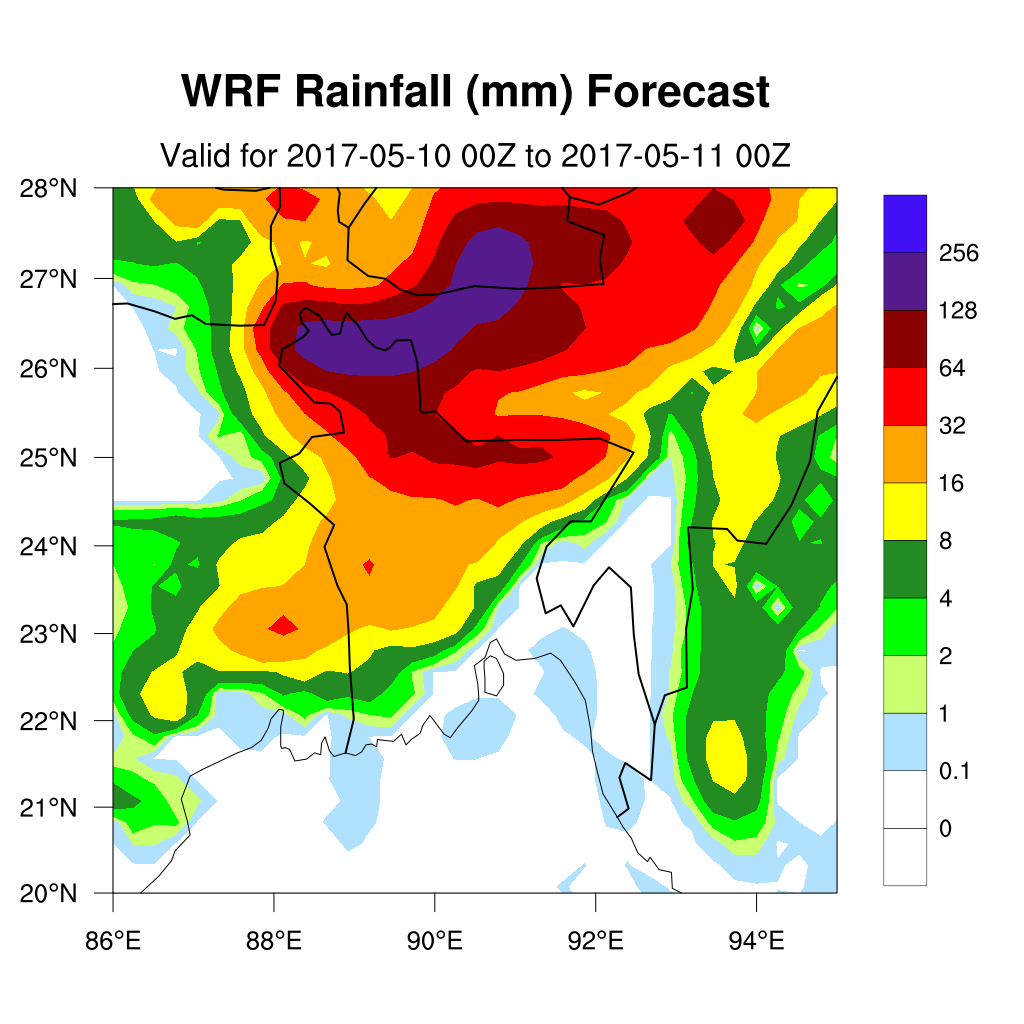 WRF Rainfall (mm) Forecast
Valid for 2017-05-10 00Z to 2017-05-11 00Z
28°N
27°N
26°N
25°N
24°N
23°N
22°N
21°N
20°N
86°E 88°E 90°E 92°E 94°E
256
128
64
32
16
8
4
2
1
0.1
0